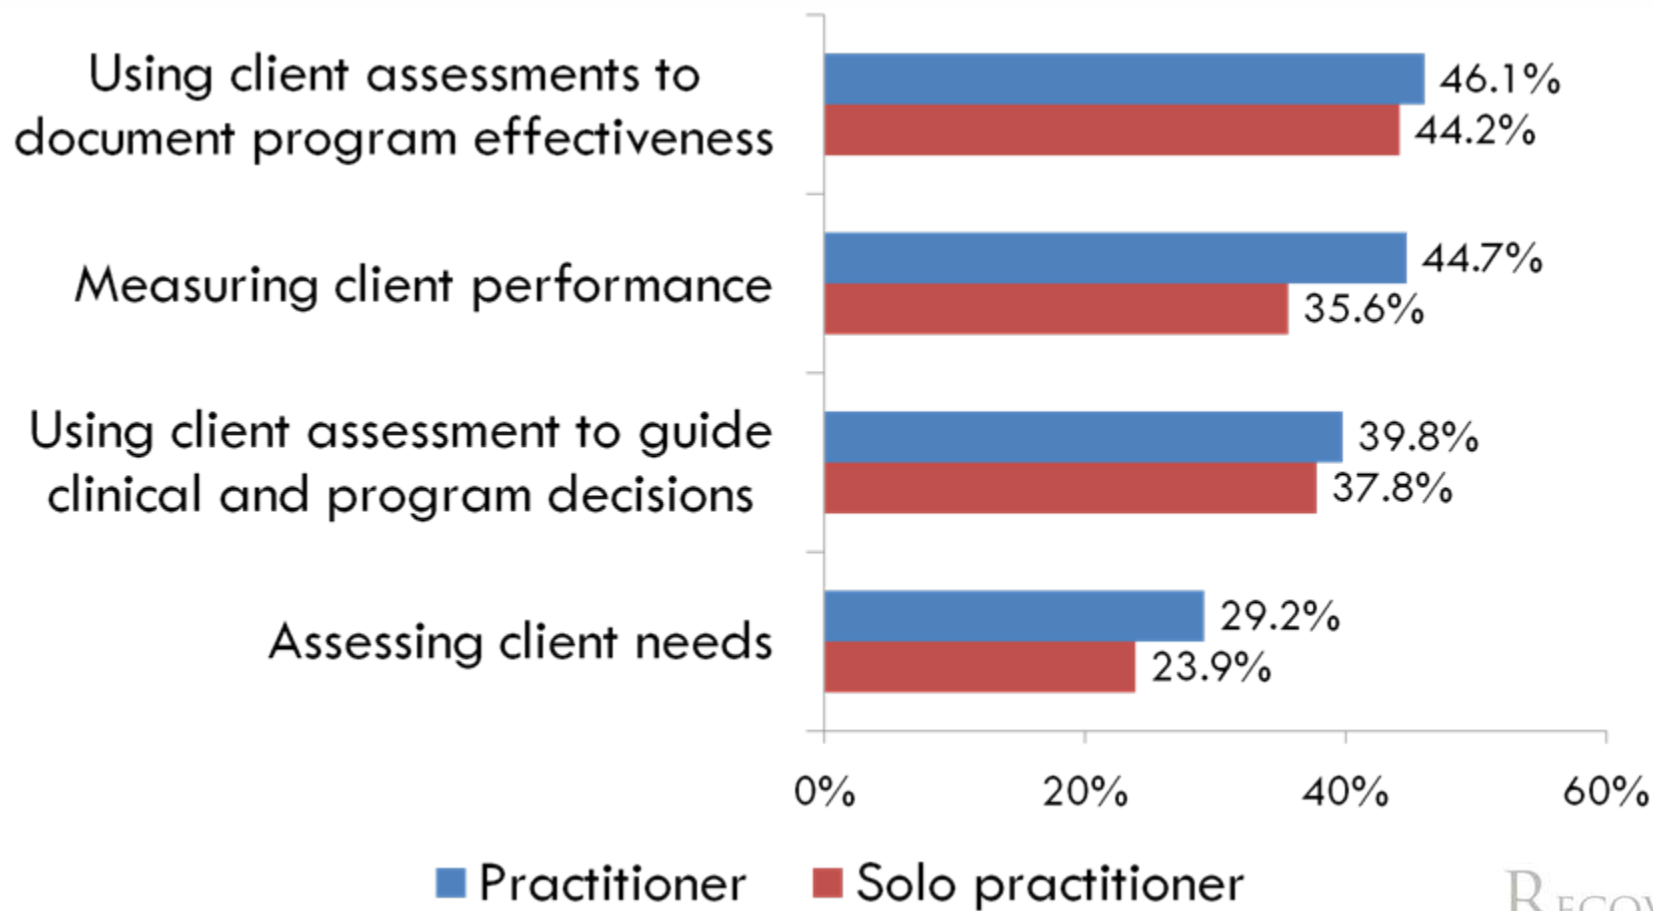 Using client assessments to
document program effectiveness
46.1%
44.2%
Measuring client performance
44.7%
35.6%
Using client assessment to guide
clinical and program decisions
39.8%
37.8%
Assessing client needs
29.2%
23.9%
0% 20% 40% 60%
Practitioner Solo practitioner